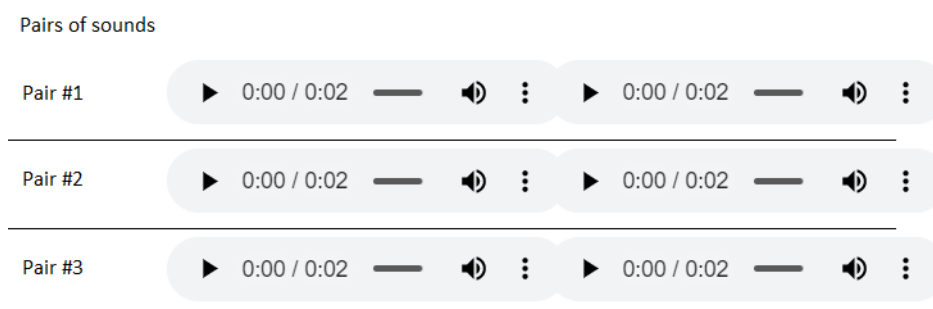 Pairs of sounds
Pair #1 0:00 / 0:02 0:00 / 0:02
Pair #2 0:00 / 0:02 0:00 / 0:02
Pair #3 0:00 / 0:02 0:00 / 0:02